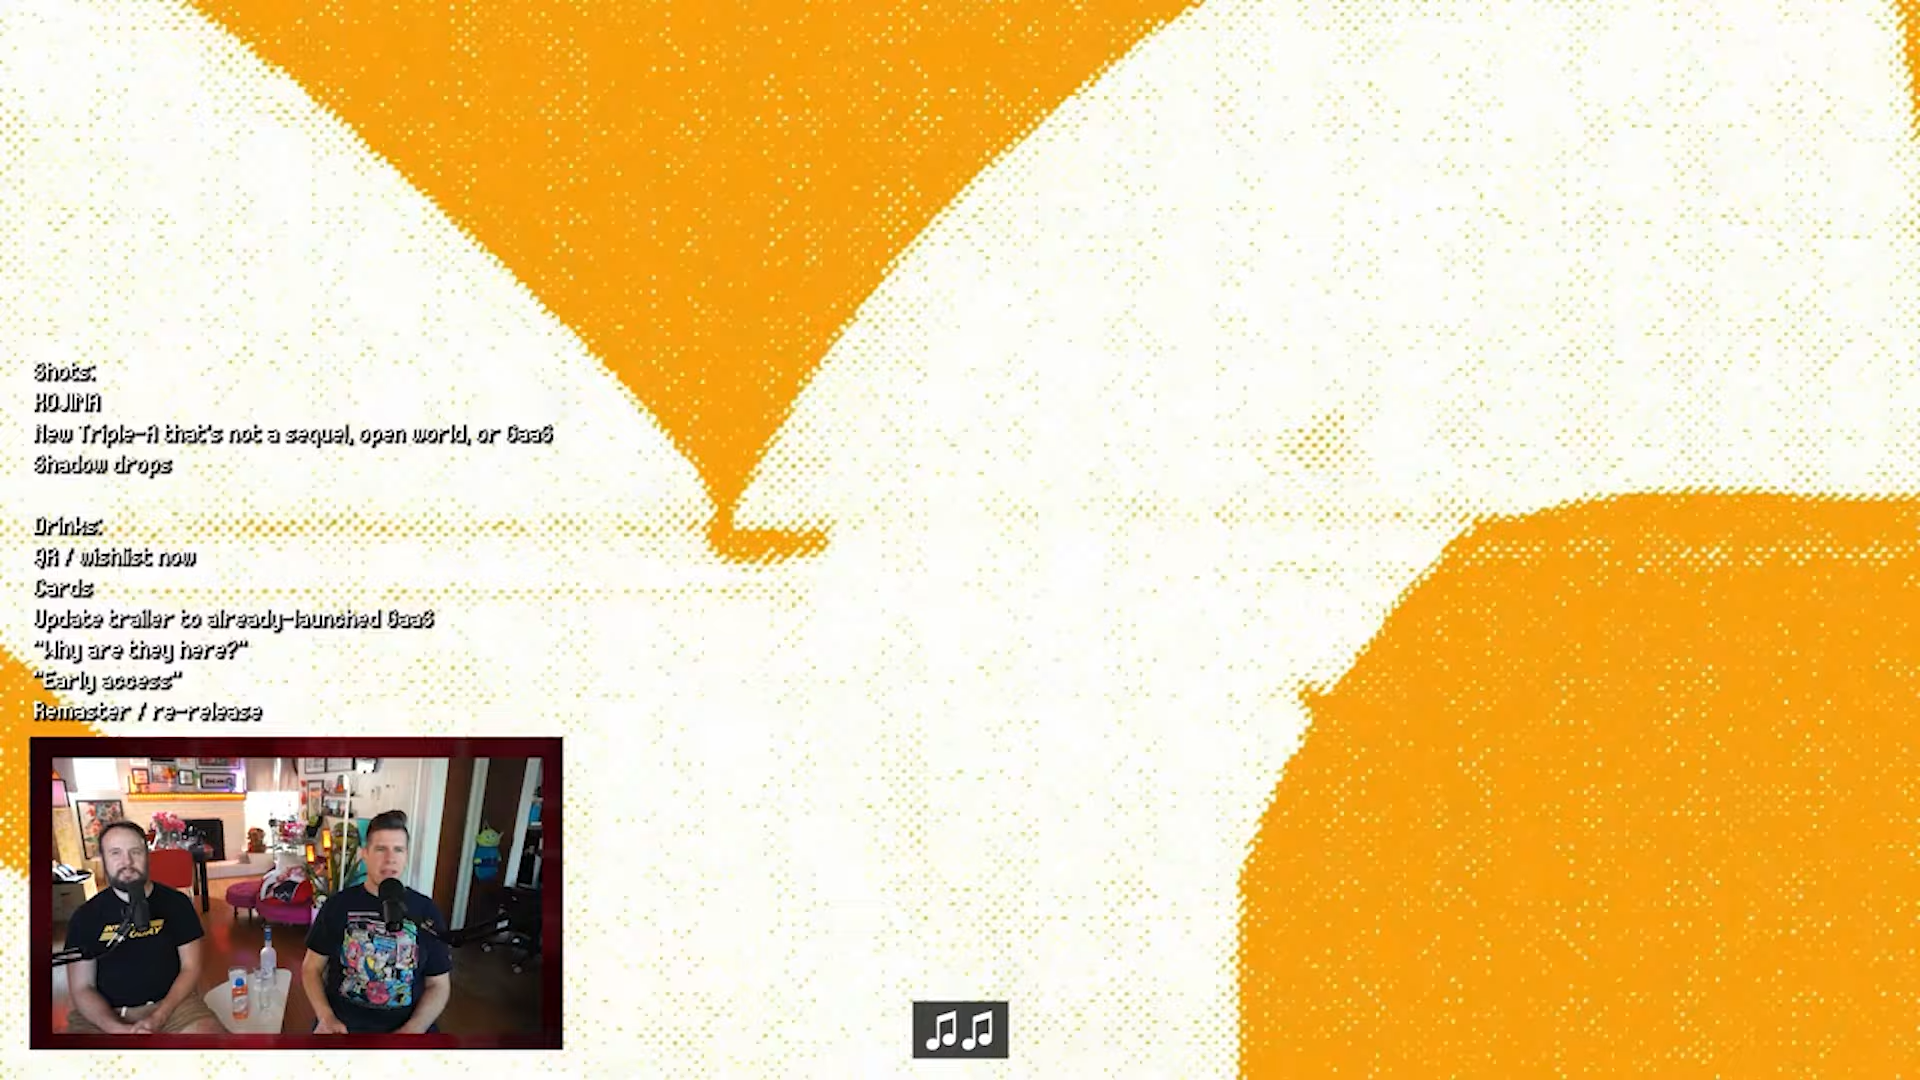 Shots:
KOJIMA
New Triple-A that's not a sequel, open world, or GaaS
Shadow drops
Drinks:
QR / wishlist now
Cards
Update trailer to already-launched GaaS
"Why are they here?"
"Early access"
Remaster / re-release